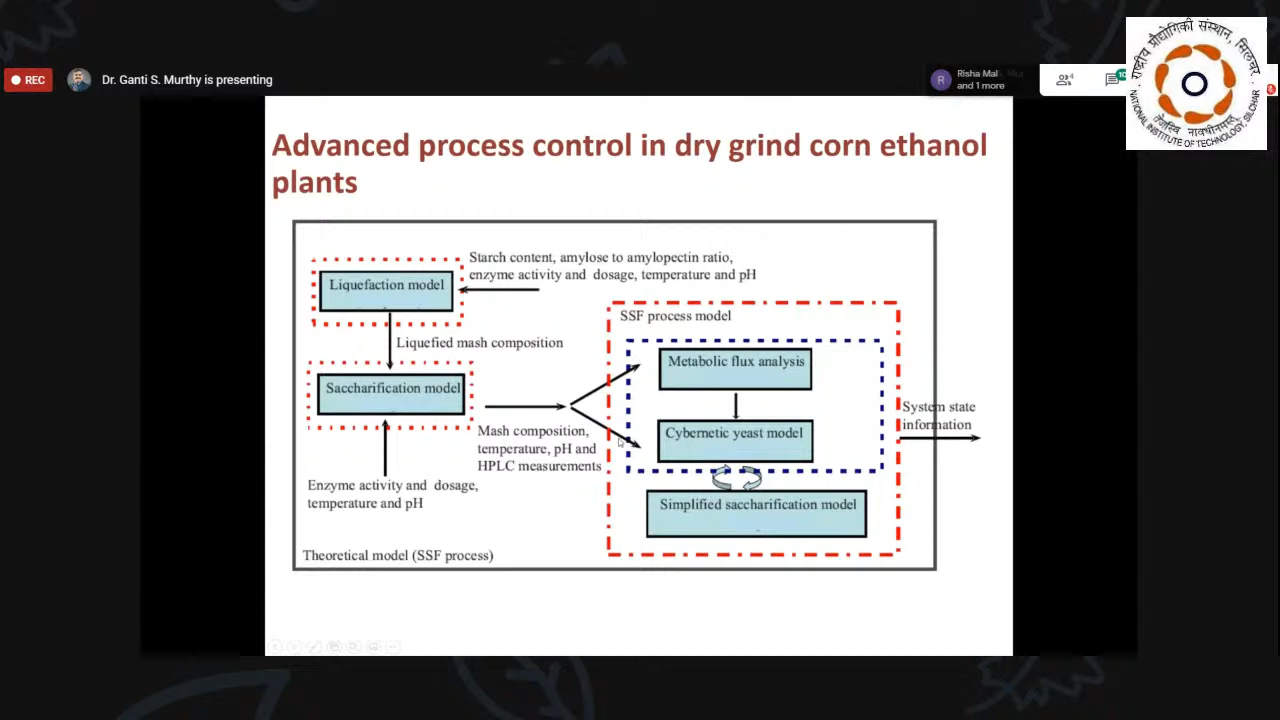 REC
Dr. Ganti S. Murthy is presenting
Risha Mal
and 1 more
राष्ट्रीय प्रौद्योगिकी संस्थान, सिलचर
NATIONAL INSTITUTE OF TECHNOLOGY, SILCHAR
Advanced process control in dry grind corn ethanol
plants
Starch content, amylose to amylopectin ratio,
enzyme activity and dosage, temperature and pH
Liquefaction model
Liquefied mash composition
Saccharification model
Enzyme activity and dosage,
temperature and pH
Mash composition,
temperature, pH and
HPLC measurements
SSF process model
Metabolic flux analysis
Cybernetic yeast model
Simplified saccharification model
System state
information
Theoretical model (SSF process)